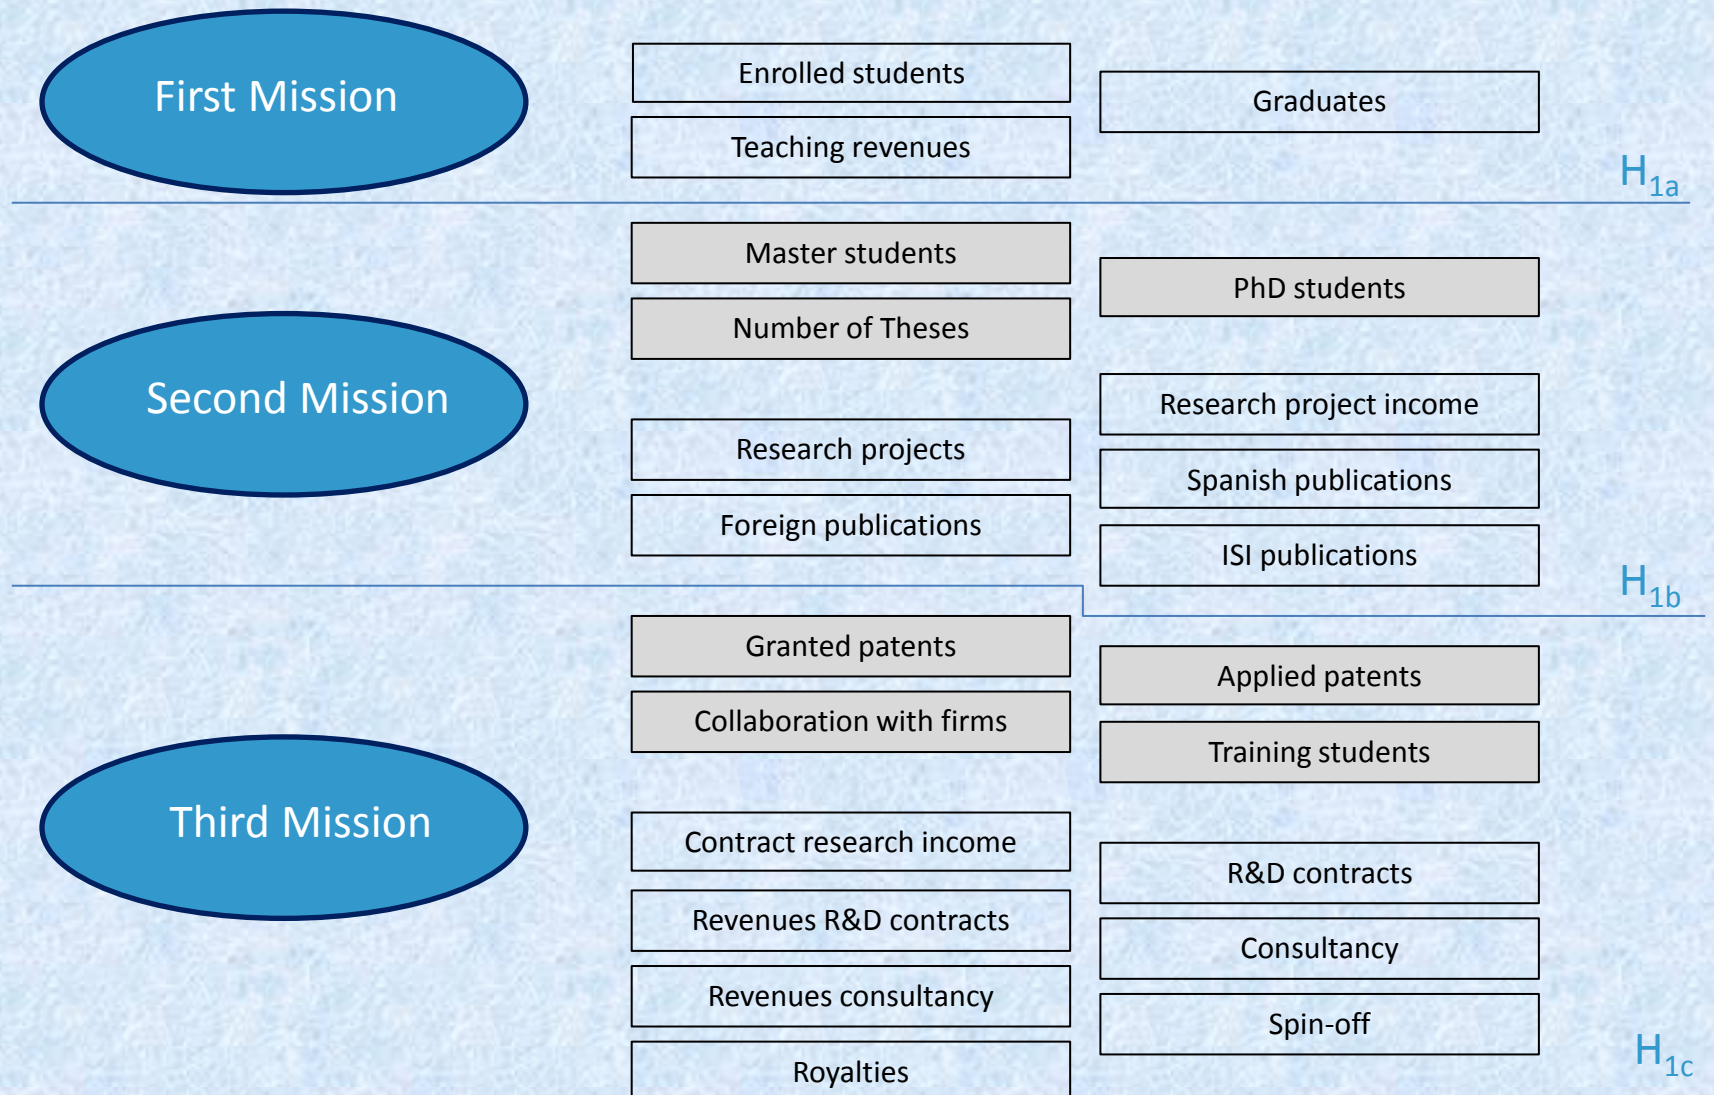 First Mission
Enrolled students
Graduates
Teaching revenues
H1a
Master students
PhD students
Number of Theses
Second Mission
Research project income
Research projects
Spanish publications
Foreign publications
ISI publications
H1b
Granted patents
Applied patents
Collaboration with firms
Training students
Third Mission
Contract research income
R&D contracts
Revenues R&D contracts
Consultancy
Revenues consultancy
Spin-off
Royalties
H1c